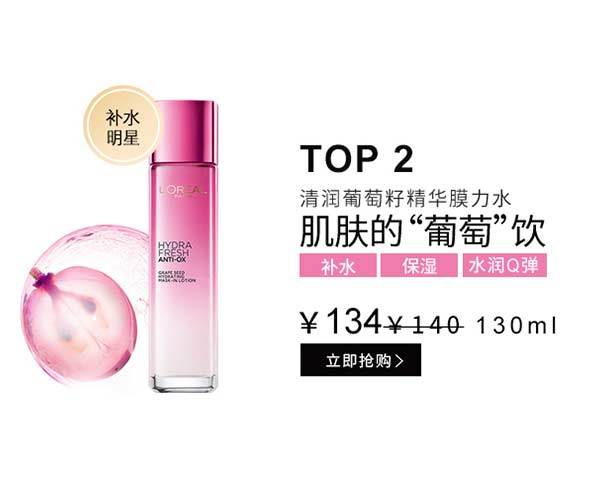 补水
明星
L'ORÉAL
PARIS
HYDRA
FRESH
ANTI-OX
GRAPE SEED
HYDRATING
MASK-IN LOTION
TOP 2
清润葡萄籽精华膜力水
肌肤的“葡萄”饮
补水 保湿 水润Q弹
¥134 ¥140 130ml
立即抢购>